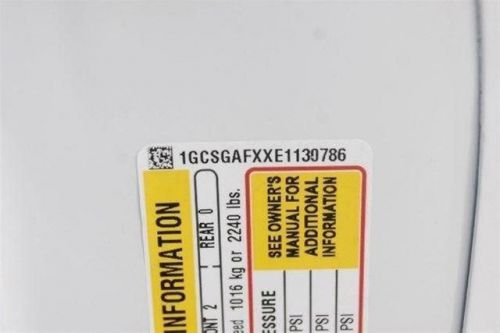 1GCSGAFXXE1130786
INFORMATION
ONT 2
REAR 0
eed 1016 kg or 2240 lbs.
SEE OWNER'S
MANUAL FOR
ADDITIONAL
INFORMATION
ESSURE
PSI
PSI
PSI